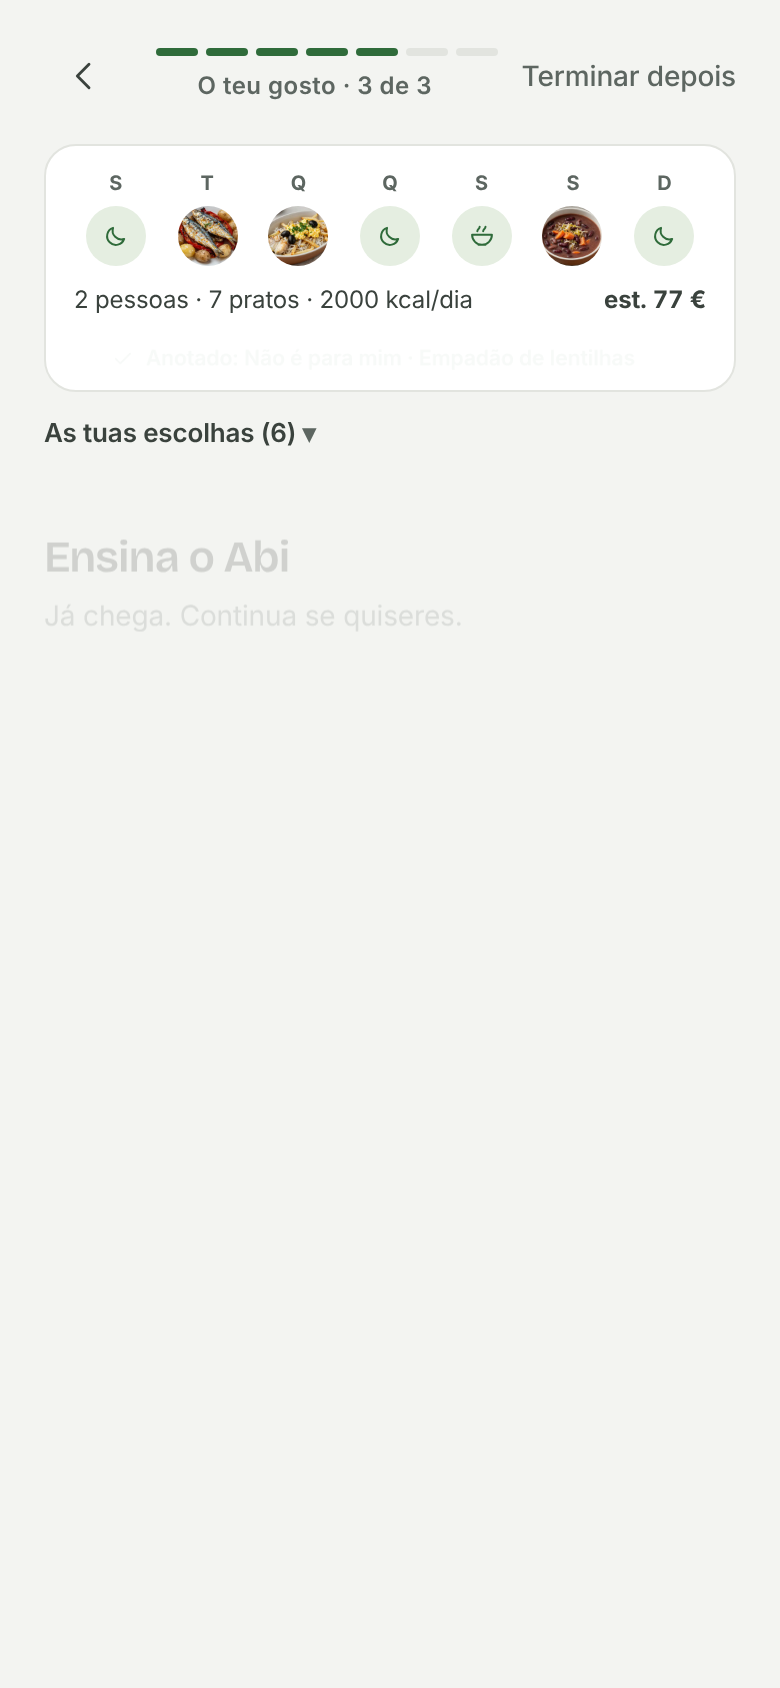 O teu gosto · 3 de 3
Terminar depois
S T Q Q S S D
2 pessoas · 7 pratos · 2000 kcal/dia est. 77 €
Anotado: Não é para mim · Empadão de lentilhas
As tuas escolhas (6) ▾
Ensina o Abi
Já chega. Continua se quiseres.